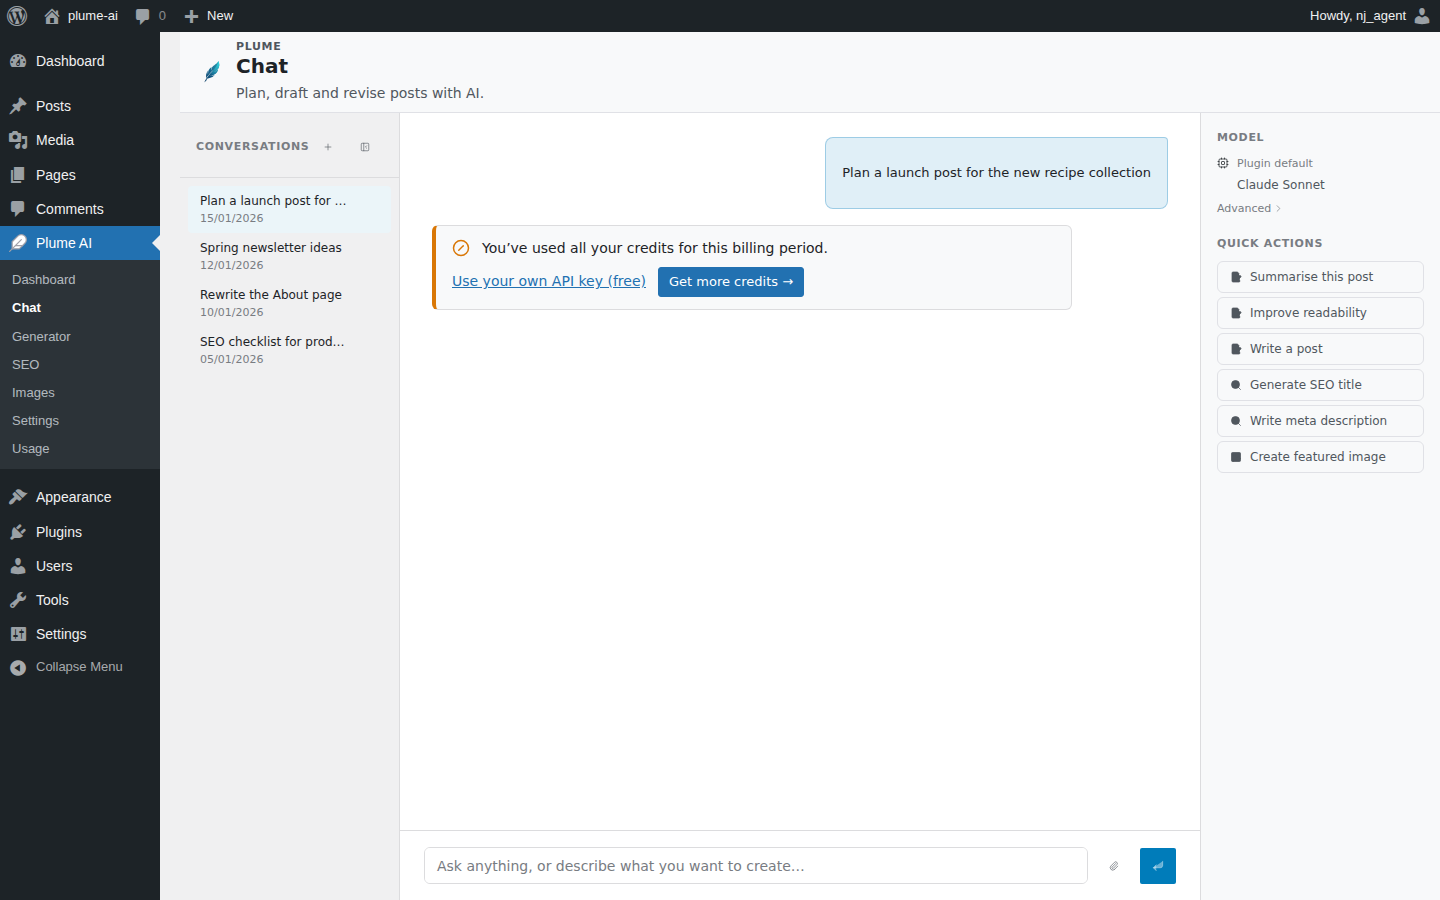 plume-ai
0
New
Howdy, nj_agent
Dashboard
Posts
Media
Pages
Comments
Plume AI
Dashboard
Chat
Generator
SEO
Images
Settings
Usage
Appearance
Plugins
Users
Tools
Settings
Collapse Menu
PLUME
Chat
Plan, draft and revise posts with AI.
CONVERSATIONS
Plan a launch post for ...
15/01/2026
Spring newsletter ideas
12/01/2026
Rewrite the About page
10/01/2026
SEO checklist for prod...
05/01/2026
Plan a launch post for the new recipe collection
You’ve used all your credits for this billing period.
Use your own API key (free)
Get more credits →
Ask anything, or describe what you want to create...
MODEL
Plugin default
Claude Sonnet
Advanced
QUICK ACTIONS
Summarise this post
Improve readability
Write a post
Generate SEO title
Write meta description
Create featured image